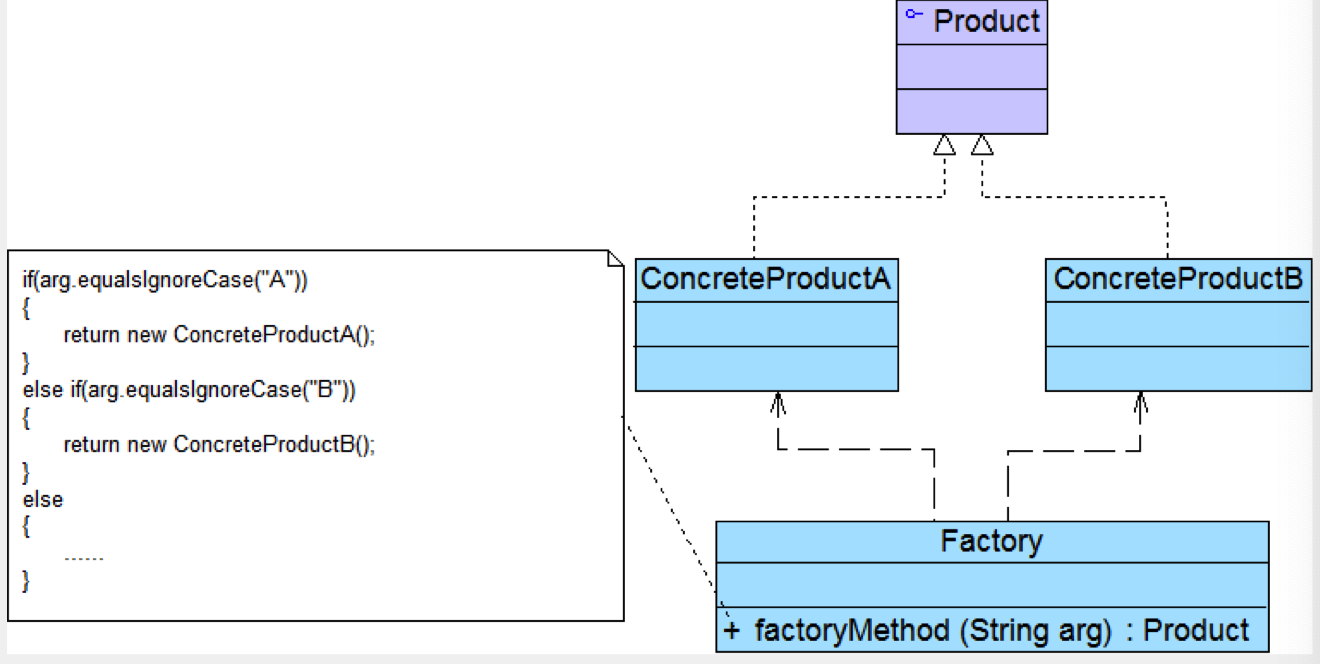 Product
if(arg.equalsIgnoreCase("A"))
{
return new ConcreteProductA();
}
else if(arg.equalsIgnoreCase("B"))
{
return new ConcreteProductB();
}
else
{
......
}
ConcreteProductA
ConcreteProductB
Factory
+ factoryMethod (String arg) : Product